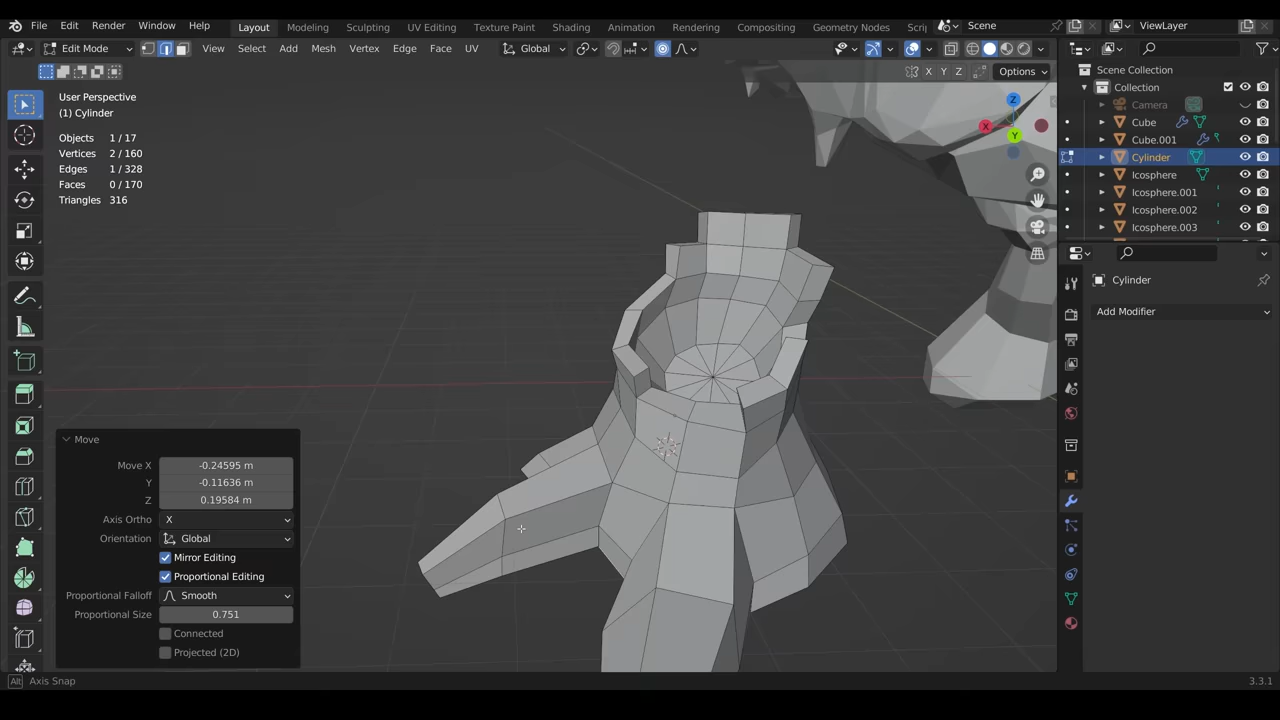 File Edit Render Window Help Layout Modeling Sculpting UV Editing Texture Paint Shading Animation Rendering Compositing Geometry Nodes Scrip Scene ViewLayer
Edit Mode View Select Add Mesh Vertex Edge Face UV Global
X Y Z Options
User Perspective
(1) Cylinder
Objects 1 / 17
Vertices 2 / 160
Edges 1 / 328
Faces 0 / 170
Triangles 316
Z
X
Y
Scene Collection
Collection
Camera
Cube
Cube.001
Cylinder
Icosphere
Icosphere.001
Icosphere.002
Icosphere.003
Cylinder
Add Modifier
Move
Move X -0.24595 m
Y -0.11636 m
Z 0.19584 m
Axis Ortho X
Orientation Global
Mirror Editing
Proportional Editing
Proportional Falloff Smooth
Proportional Size 0.751
Connected
Projected (2D)
Alt Axis Snap 3.3.1